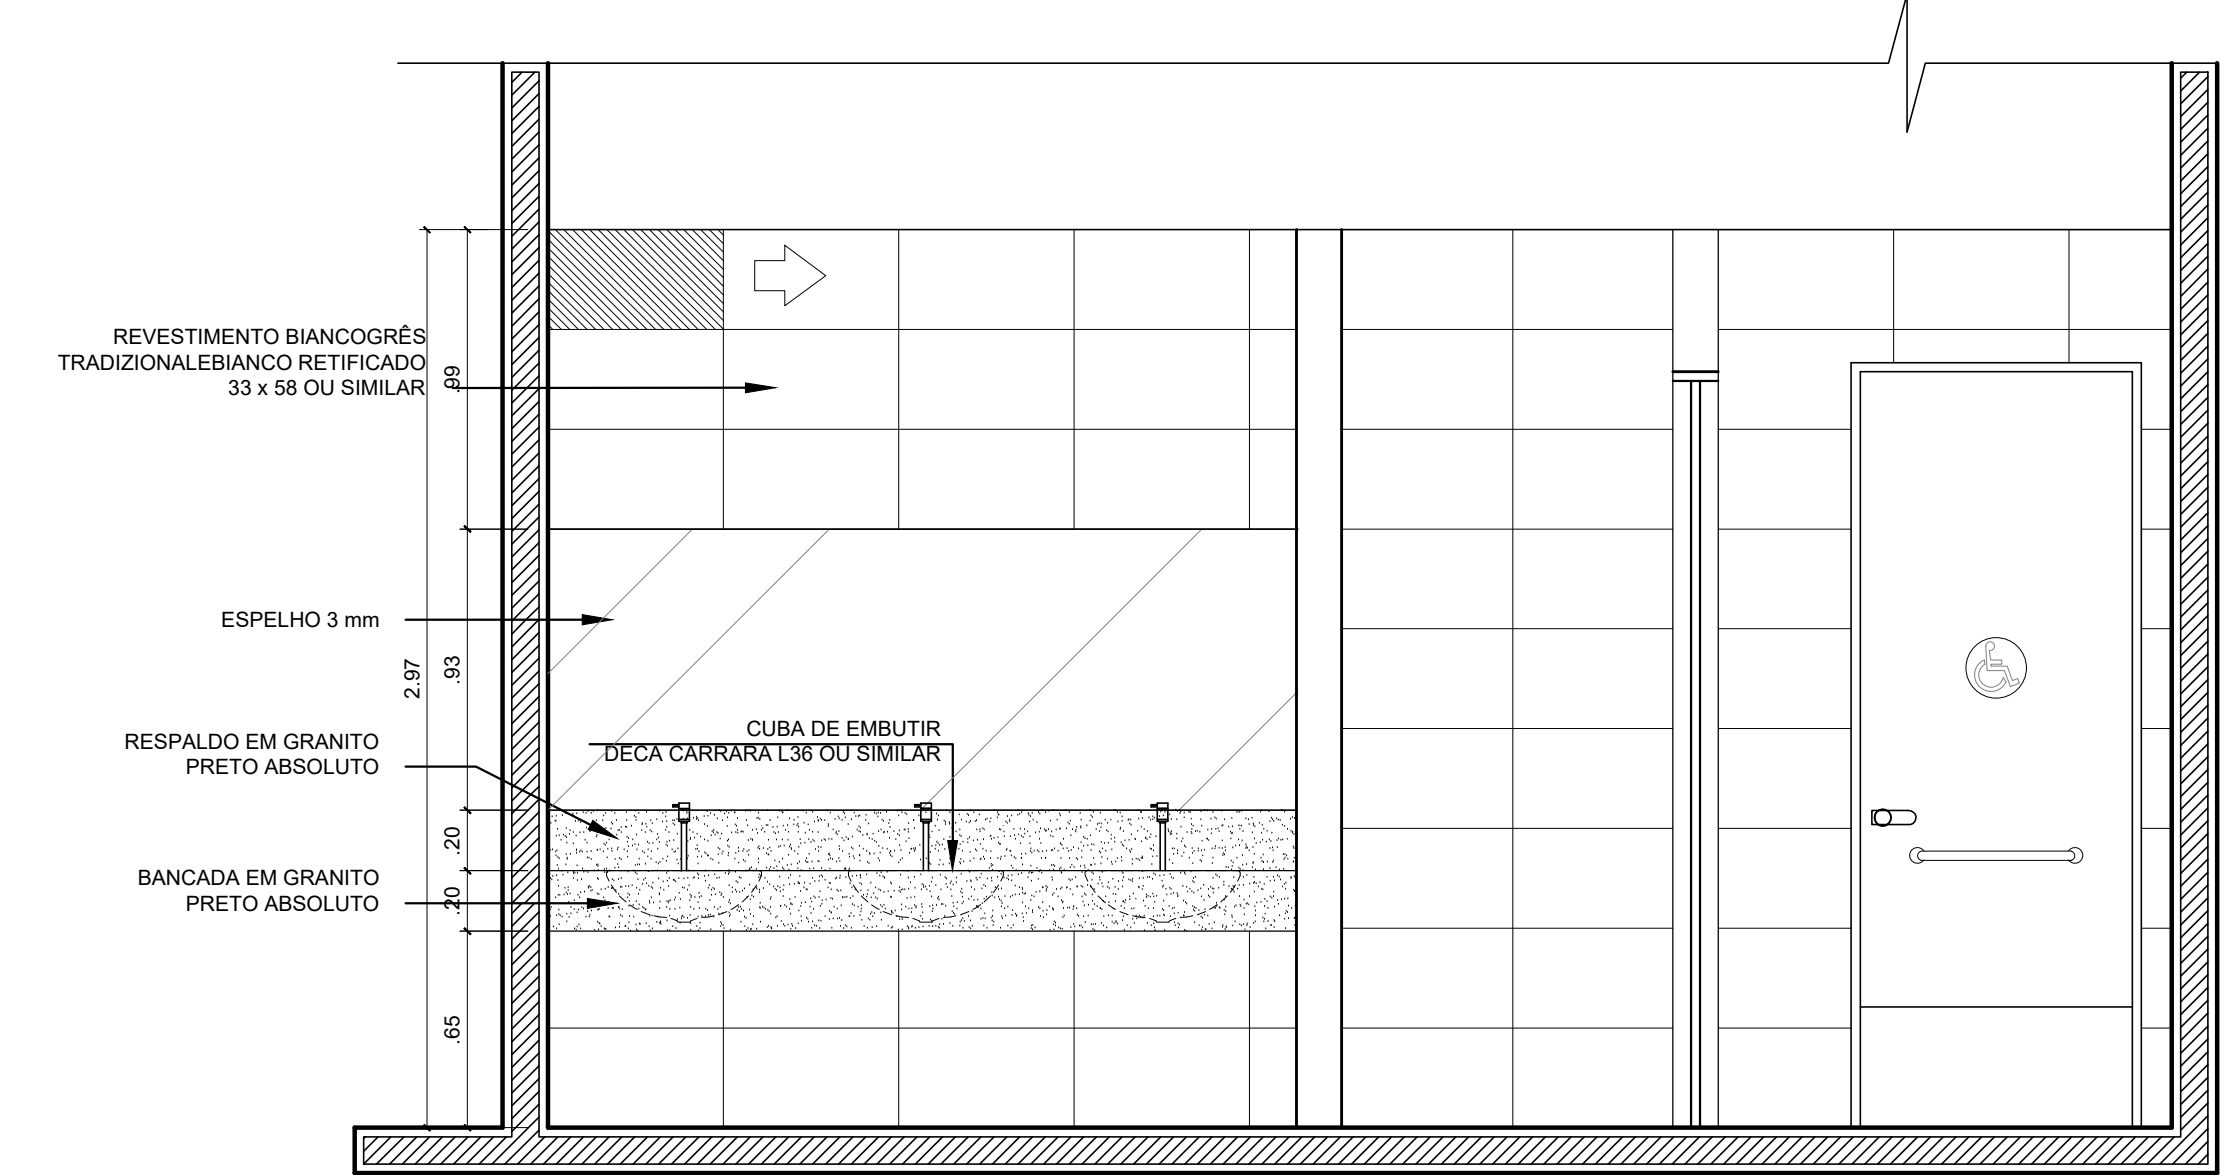 REVESTIMENTO BIANCOGRÊS
TRADIZIONALEBIANCO RETIFICADO
33 x 58 OU SIMILAR
.99
ESPELHO 3 mm
2.97
.93
CUBA DE EMBUTIR
DECA CARRARA L36 OU SIMILAR
RESPALDO EM GRANITO
PRETO ABSOLUTO
.20
BANCADA EM GRANITO
PRETO ABSOLUTO
.20
.65